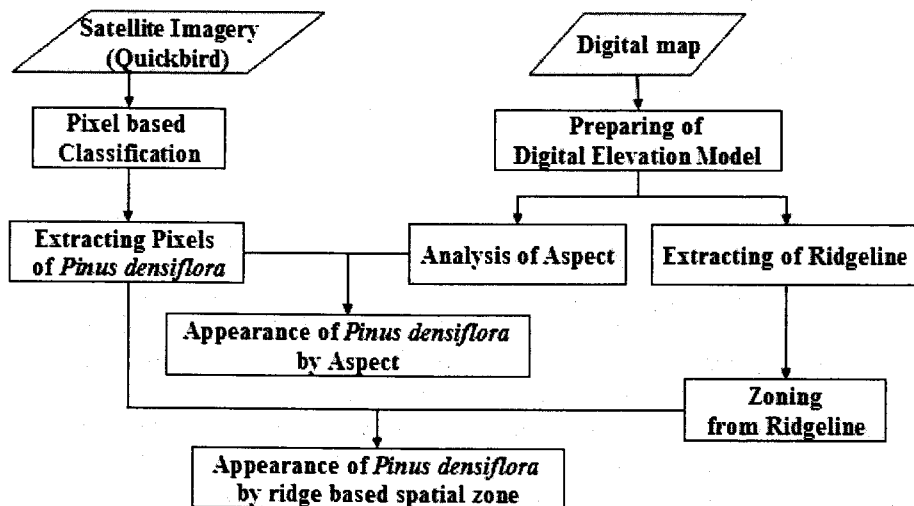 Satellite Imagery
(Quickbird)
Digital map
Pixel based
Classification
Preparing of
Digital Elevation Model
Extracting Pixels
of Pinus densiflora
Analysis of Aspect
Extracting of Ridgeline
Appearance of Pinus densiflora
by Aspect
Zoning
from Ridgeline
Appearance of Pinus densiflora
by ridge based spatial zone